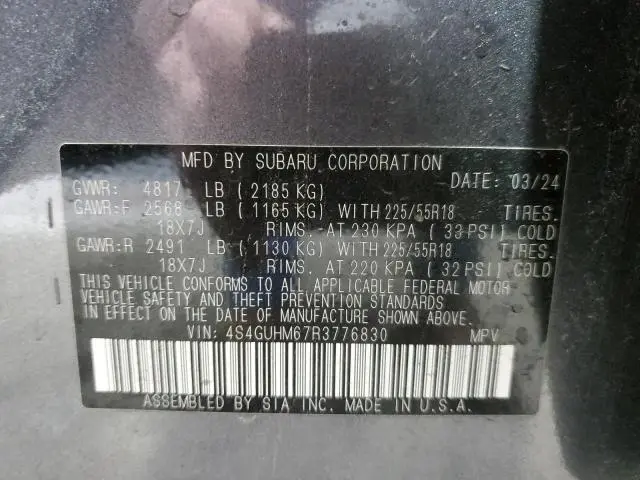 MFD BY SUBARU CORPORATION
GVWR: 4817 LB (2185 KG) DATE: 03/24
GAWR:F 2568 LB (1165 KG) WITH 225/55R18 TIRES.
18X7J RIMS. AT 230 KPA (33 PSI) COLD
GAWR:R 2491 LB (1130 KG) WITH 225/55R18 TIRES.
18X7J RIMS. AT 220 KPA (32 PSI) COLD
THIS VEHICLE CONFORMS TO ALL APPLICABLE FEDERAL MOTOR
VEHICLE SAFETY AND THEFT PREVENTION STANDARDS
IN EFFECT ON THE DATE OF MANUFACTURE SHOWN ABOVE.
VIN: 4S4GUHM67R3776830 MPV
ASSEMBLED BY SIA INC. MADE IN U.S.A.